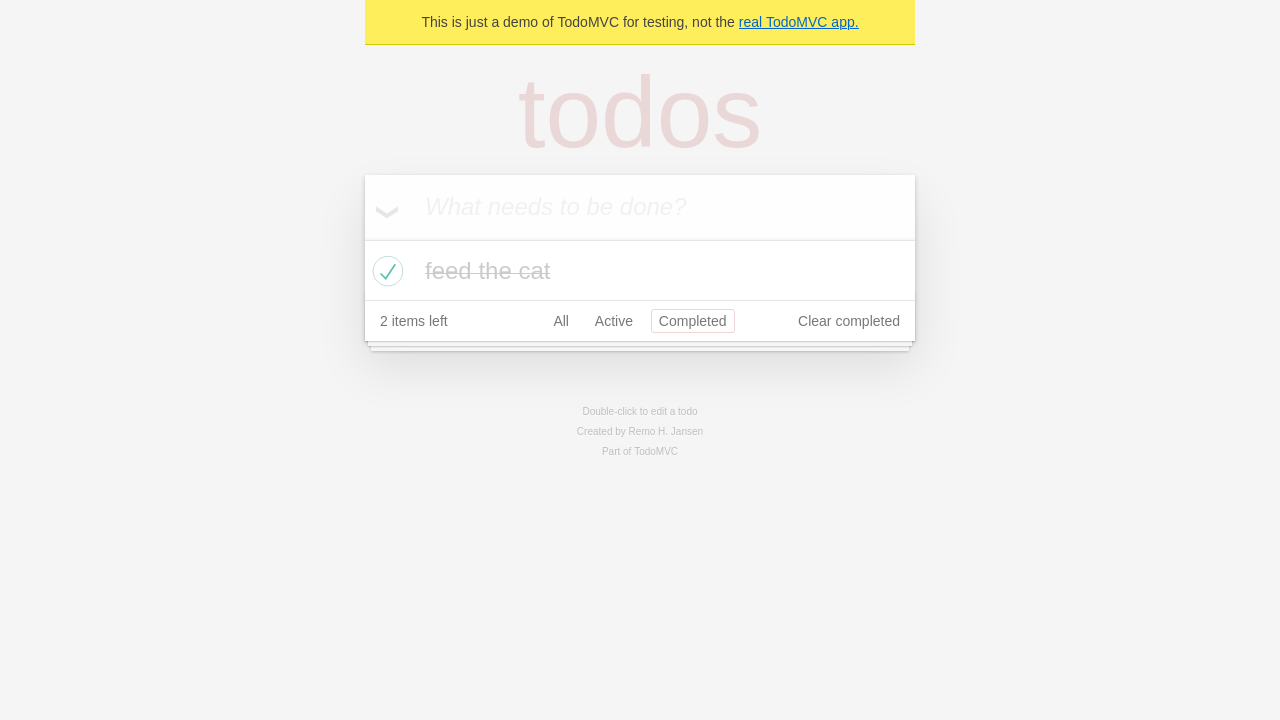 This is just a demo of TodoMVC for testing, not the real TodoMVC app.
todos
What needs to be done?
feed the cat
2 items left All Active Completed Clear completed
Double-click to edit a todo
Created by Remo H. Jansen
Part of TodoMVC